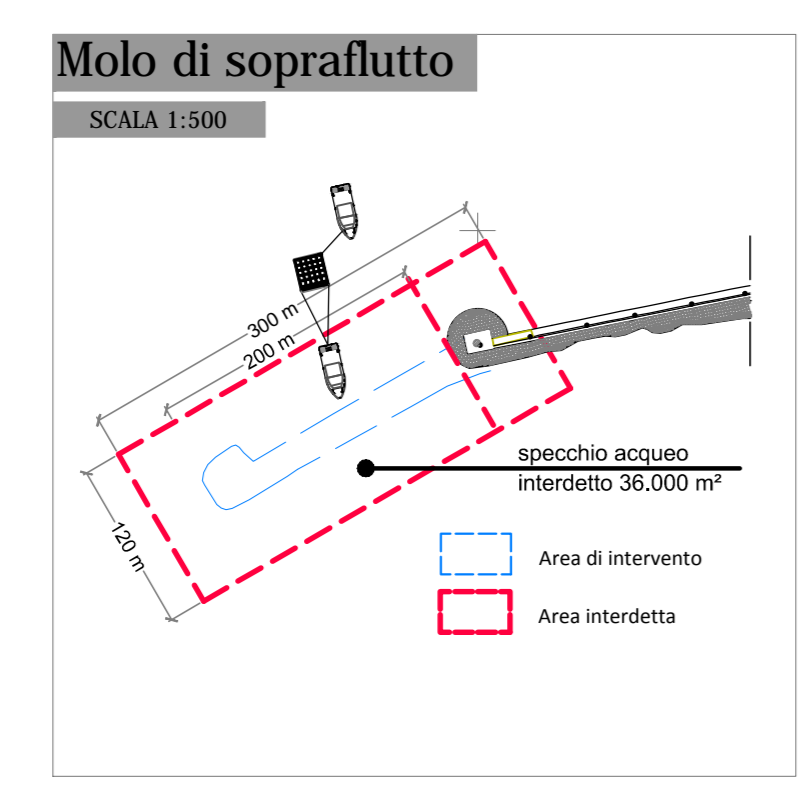 Molo di sopraflutto
SCALA 1:500
300 m
200 m
120 m
specchio acqueo
interdetto 36.000 m²
Area di intervento
Area interdetta